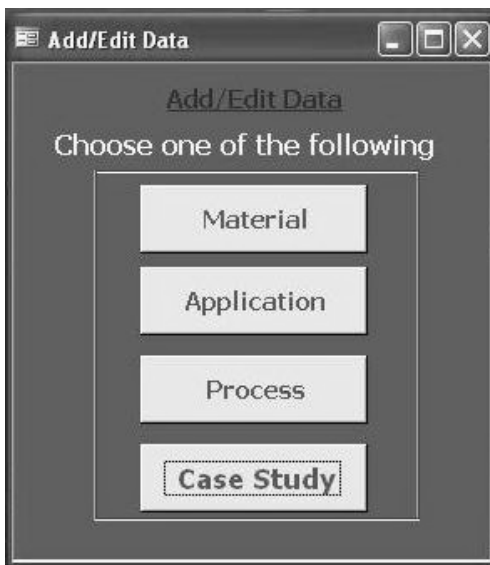 Add/Edit Data
Add/Edit Data
Choose one of the following
Material
Application
Process
Case Study